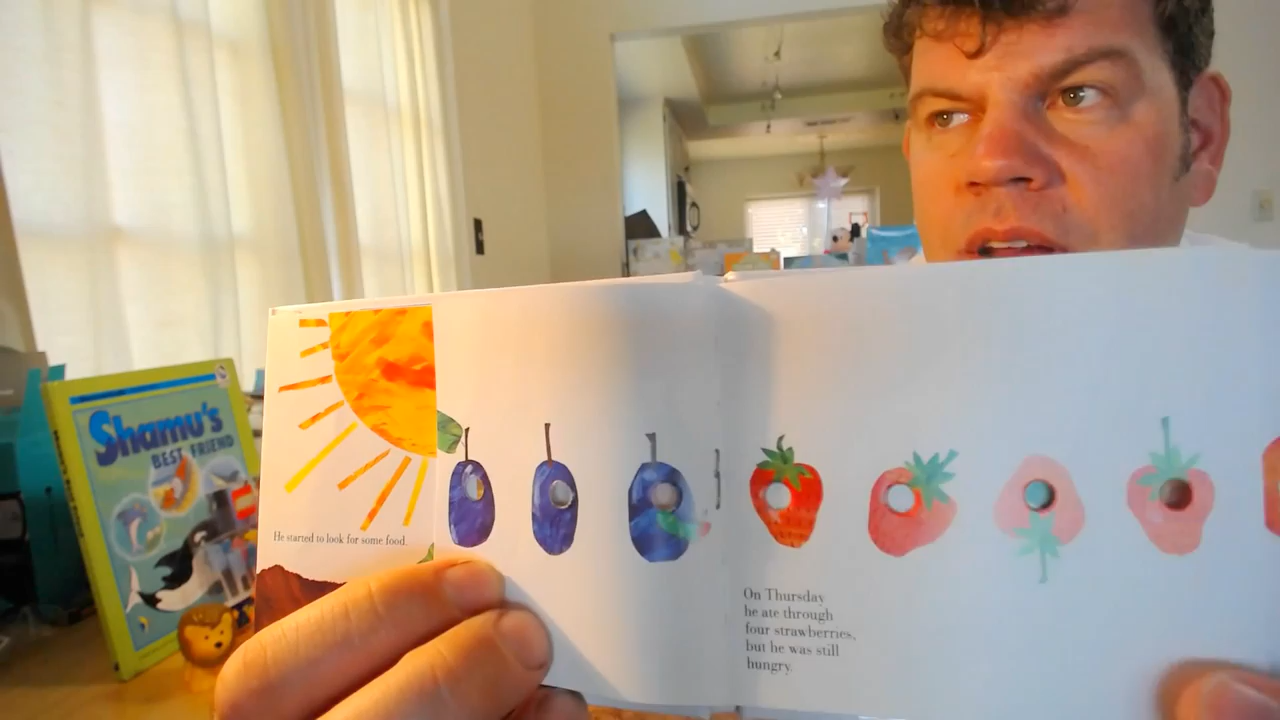 Shamu's
BEST FRIEND
He started to look for some food.
On Thursday
he ate through
four strawberries,
but he was still
hungry.